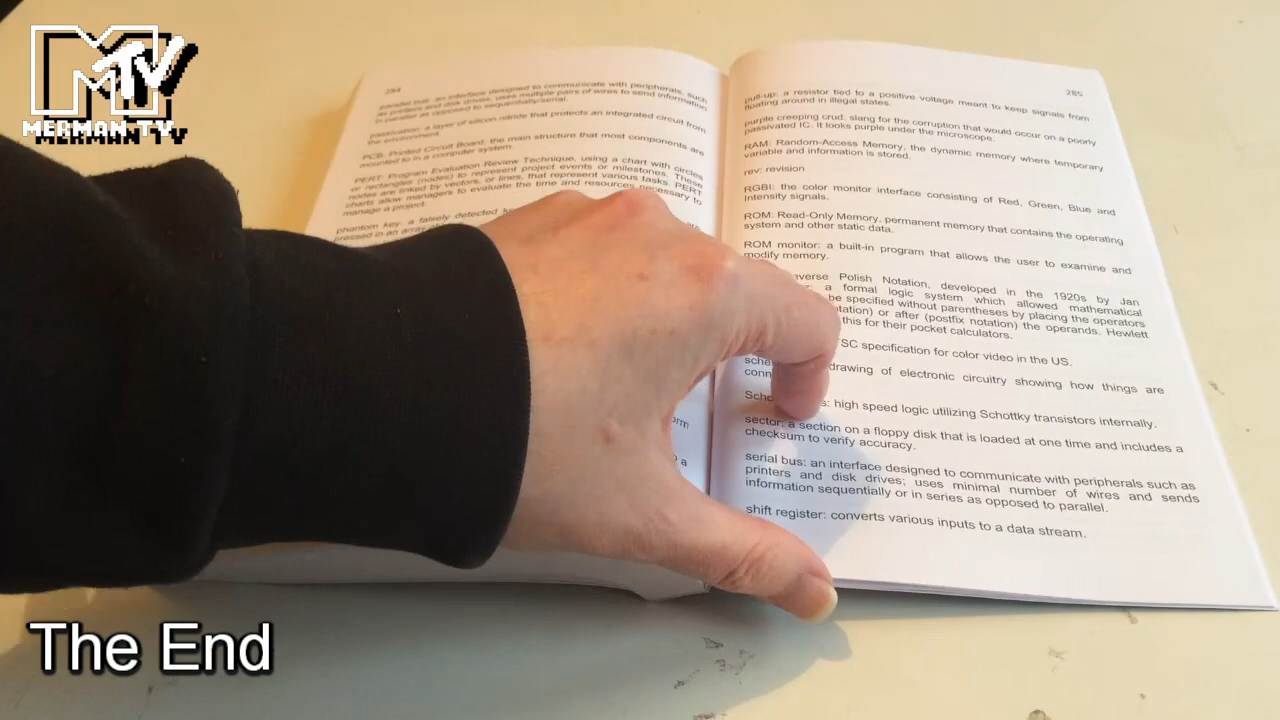 MTV
MERMAN TV
284
parallel bus: an interface designed to communicate with peripherals, such
as printers and disk drives; uses multiple pairs of wires to send information
in parallel as opposed to sequentially/serial.
passivation: a layer of silicon nitride that protects an integrated circuit from
the environment.
PCB: Printed Circuit Board, the main structure that most components are
mounted to in a computer system.
PERT: Program Evaluation Review Technique, using a chart with circles
or rectangles (nodes) to represent project events or milestones. These
nodes are linked by vectors, or lines, that represent various tasks. PERT
charts allow managers to evaluate the time and resources necessary to
manage a project.
phantom key: a falsely detected
pressed in an array
285
pull-up: a resistor tied to a positive voltage meant to keep signals from
floating around in illegal states.
purple creeping crud: slang for the corruption that would occur on a poorly
passivated IC. It looks purple under the microscope.
RAM: Random-Access Memory, the dynamic memory where temporary
variable and information is stored.
rev: revision
RGBI: the color monitor interface consisting of Red, Green, Blue and
Intensity signals.
ROM: Read-Only Memory, permanent memory that contains the operating
system and other static data.
ROM monitor: a built-in program that allows the user to examine and
modify memory.
Polish Notation, developed in the 1920s by Jan
a formal logic system which allowed mathematical
be specified without parentheses by placing the operators
or after (postfix notation) the operands. Hewlett
this for their pocket calculators.
specification for color video in the US.
drawing of electronic circuitry showing how things are
high speed logic utilizing Schottky transistors internally.
sector: a section on a floppy disk that is loaded at one time and includes a
checksum to verify accuracy.
serial bus: an interface designed to communicate with peripherals such as
printers and disk drives; uses minimal number of wires and sends
information sequentially or in series as opposed to parallel.
shift register: converts various inputs to a data stream.
The End